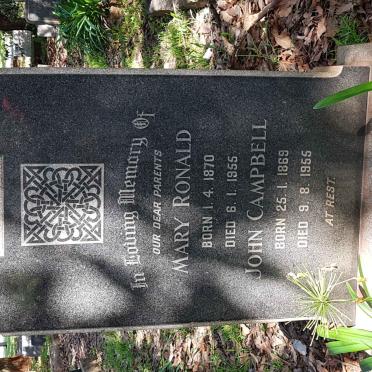 In Loving Memory Of
OUR DEAR PARENTS
MARY RONALD
BORN 1. 4. 1870
DIED 6. 1. 1955
JOHN CAMPBELL
BORN 25. 1. 1869
DIED 9. 8. 1955
AT REST.